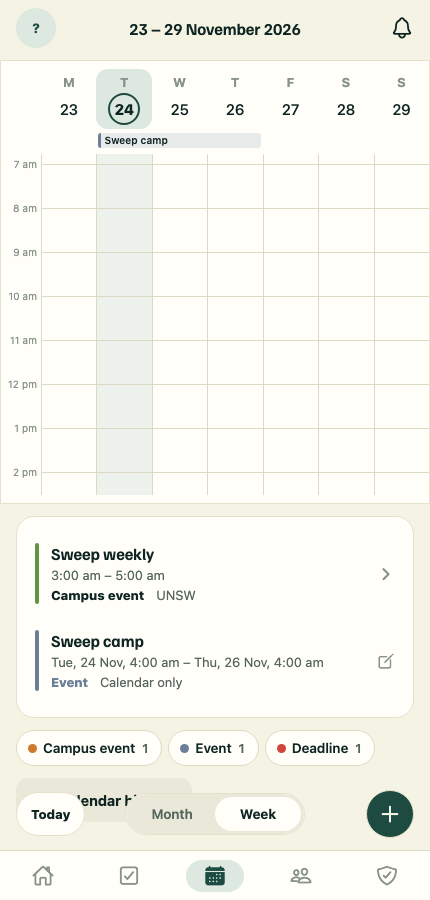 ?
23 – 29 November 2026
M T W T F S S
23 24 25 26 27 28 29
Sweep camp
7 am
8 am
9 am
10 am
11 am
12 pm
1 pm
2 pm
Sweep weekly
3:00 am – 5:00 am
Campus event UNSW
Sweep camp
Tue, 24 Nov, 4:00 am – Thu, 26 Nov, 4:00 am
Event Calendar only
Campus event 1 Event 1 Deadline 1
Today Month Week